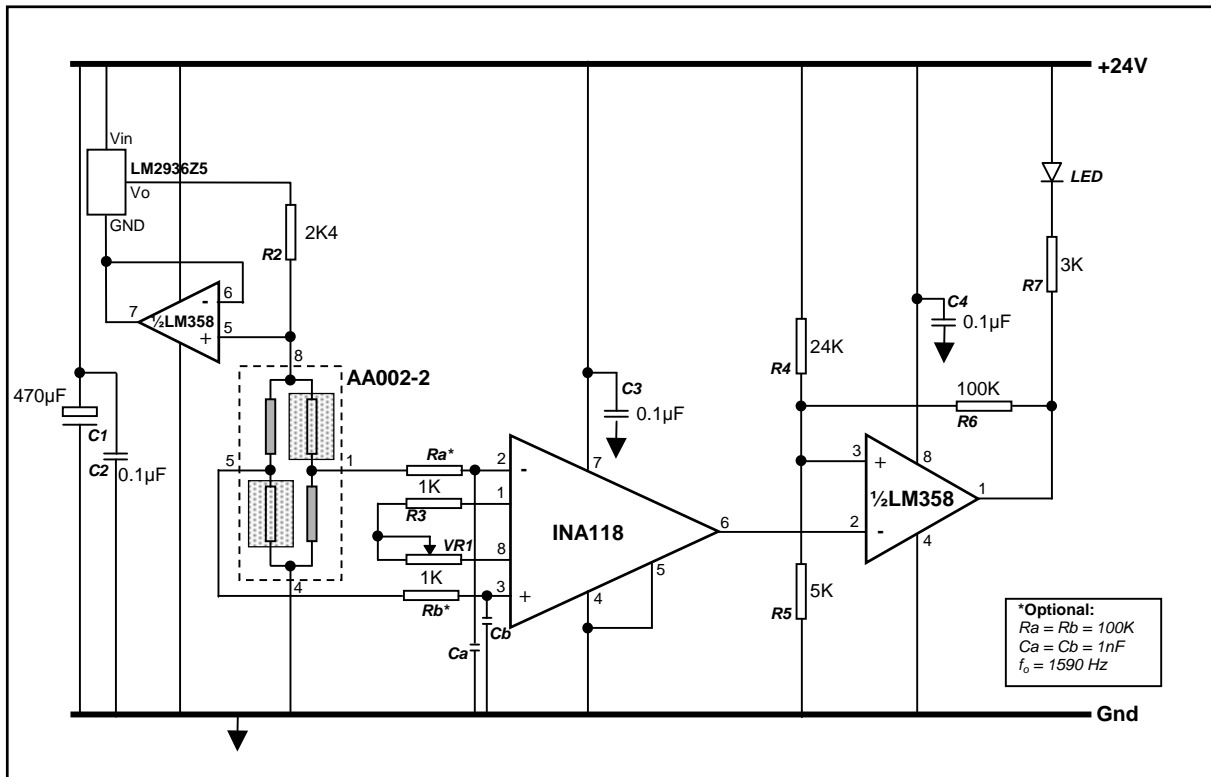 +24V
Vin
LM2936Z5
Vo
GND
2K4
R2
LED
3K
R7
6
-
7
½LM358
5
+
C4
0.1µF
24K
R4
8
AA002-2
470µF
C1
C2
0.1µF
C3
0.1µF
100K
R6
5
1
Ra*
2
-
7
1K
1
R3
INA118
6
VR1
8
1K
3
+
Rb*
4
5
Cb
Ca
4
3
+
8
½LM358
1
2
-
4
5K
R5
*Optional:
Ra = Rb = 100K
Ca = Cb = 1nF
fo = 1590 Hz
Gnd